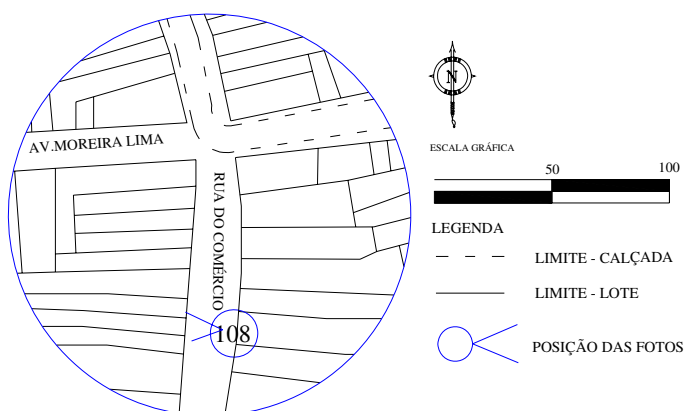 AV.MOREIRA LIMA
RUA DO COMÉRCIO
108
N
ESCALA GRÁFICA
50 100
LEGENDA
LIMITE - CALÇADA
LIMITE - LOTE
POSIÇÃO DAS FOTOS